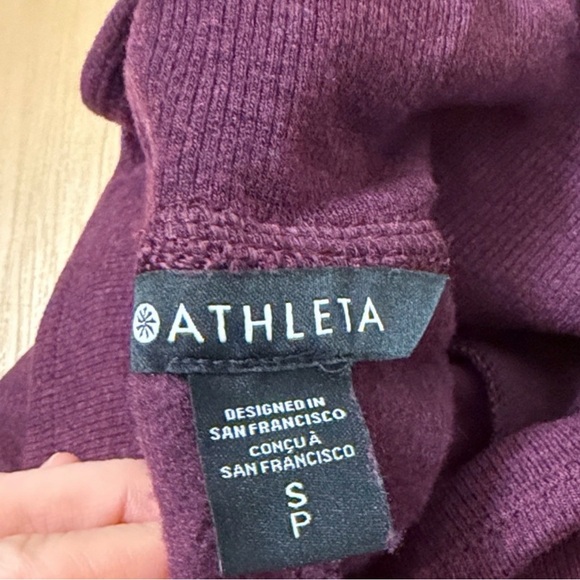 ATHLETA
DESIGNED IN
SAN FRANCISCO
CONÇU À
SAN FRANCISCO
S
P